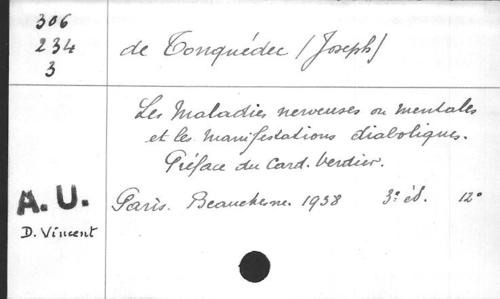 306
234
3
de Tonquédec (Joseph)
Les Maladies nerveuses ou mentales
et les manifestations diaboliques.
Préface du Card. Verdier.
Paris. Beauchesne. 1938 3e éd. 12°
A.U.
D. Vincent